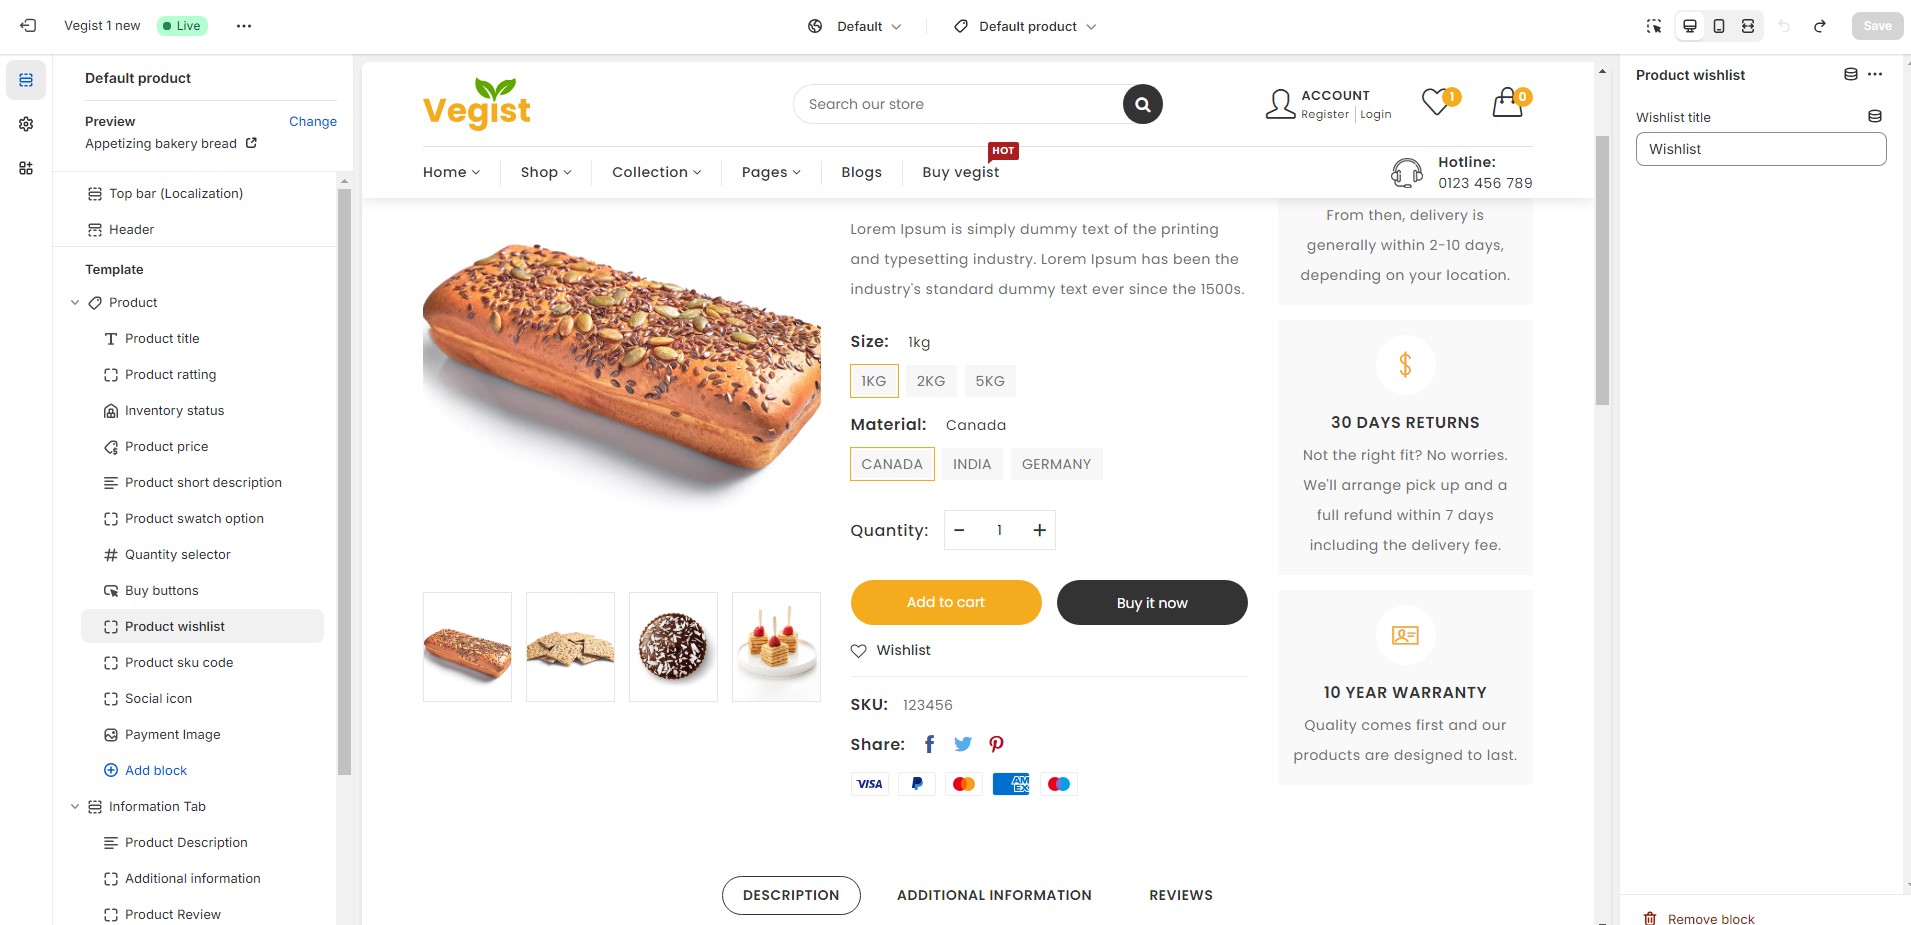 Vegist 1 new
Live
Default
Default product
Save
Default product
Preview
Change
Appetizing bakery bread
Top bar (Localization)
Header
Template
Product
Product title
Product ratting
Inventory status
Product price
Product short description
Product swatch option
Quantity selector
Buy buttons
Product wishlist
Product sku code
Social icon
Payment Image
Add block
Information Tab
Product Description
Additional information
Product Review
Vegist
Search our store
ACCOUNT
Register | Login
1
0
Home
Shop
Collection
Pages
Blogs
Buy vegist
HOT
Hotline:
0123 456 789
Lorem Ipsum is simply dummy text of the printing
and typesetting industry. Lorem Ipsum has been the
industry's standard dummy text ever since the 1500s.
Size: 1kg
1KG 2KG 5KG
Material: Canada
CANADA INDIA GERMANY
Quantity: − 1 +
Add to cart
Buy it now
Wishlist
SKU: 123456
Share:
VISA
AM
EX
From then, delivery is
generally within 2-10 days,
depending on your location.
30 DAYS RETURNS
Not the right fit? No worries.
We'll arrange pick up and a
full refund within 7 days
including the delivery fee.
10 YEAR WARRANTY
Quality comes first and our
products are designed to last.
DESCRIPTION
ADDITIONAL INFORMATION
REVIEWS
Product wishlist
Wishlist title
Wishlist
Remove block